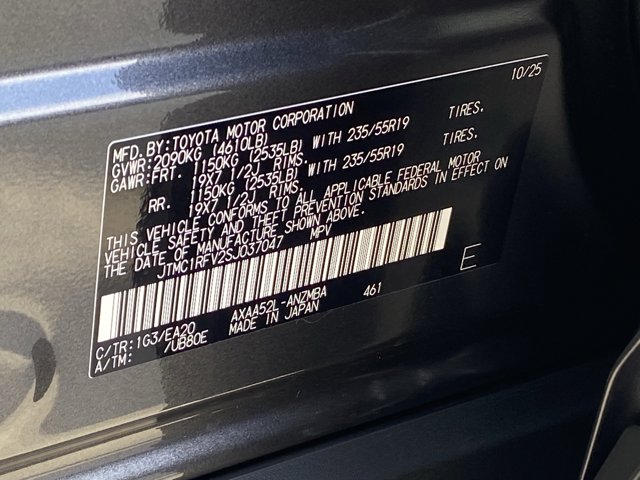 10/25
MFD. BY: TOYOTA MOTOR CORPORATION
GVWR: 2090KG (4610LB)
GAWR: FRT. 1150KG (2535LB) WITH 235/55R19 TIRES.
19X7 1/2J RIMS.
RR. 1150KG (2535LB) WITH 235/55R19 TIRES.
19X7 1/2J RIMS.
THIS VEHICLE CONFORMS TO ALL APPLICABLE FEDERAL MOTOR
VEHICLE SAFETY AND THEFT PREVENTION STANDARDS IN EFFECT ON
THE DATE OF MANUFACTURE SHOWN ABOVE.
JTMC1RFV2SJ037047 MPV
E
C/TR: 1G3/EA20 AXAA52L-ANZMBA 461
A/TM: /UB80E MADE IN JAPAN